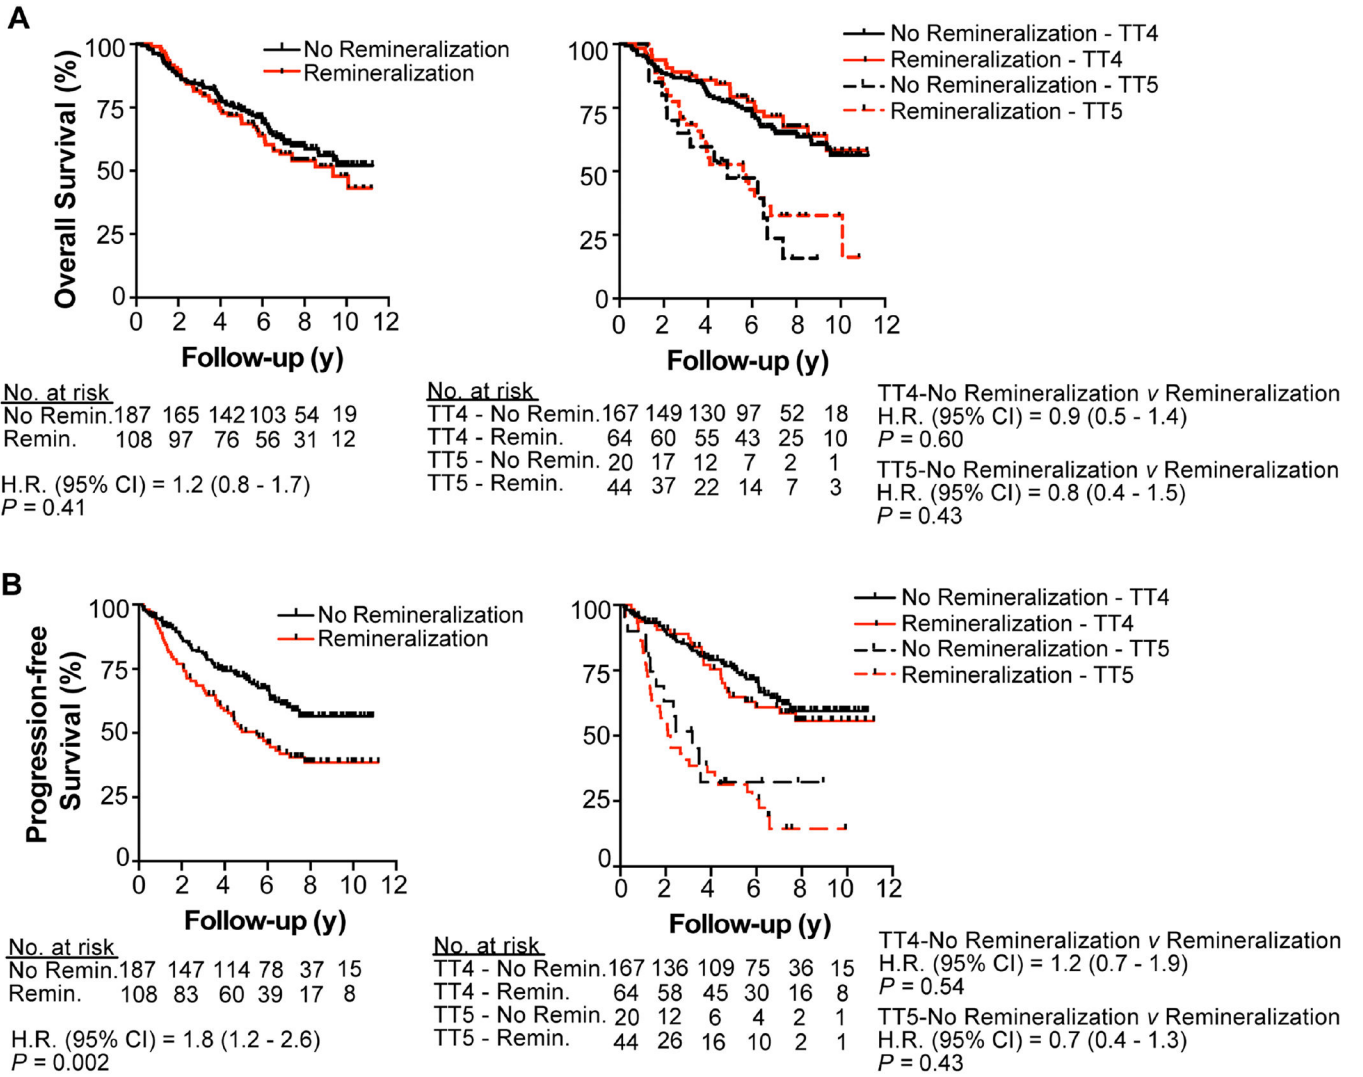 A
Overall Survival (%)
100
75
50
25
0
0 2 4 6 8 10 12
Follow-up (y)
No Remineralization
Remineralization
No. at risk
No Remin. 187 165 142 103 54 19
Remin. 108 97 76 56 31 12
H.R. (95% CI) = 1.2 (0.8 - 1.7)
P = 0.41
100
75
50
25
0
0 2 4 6 8 10 12
Follow-up (y)
No Remineralization - TT4
Remineralization - TT4
No Remineralization - TT5
Remineralization - TT5
No. at risk
TT4 - No Remin. 167 149 130 97 52 18
TT4 - Remin. 64 60 55 43 25 10
TT5 - No Remin. 20 17 12 7 2 1
TT5 - Remin. 44 37 22 14 7 3
TT4-No Remineralization v Remineralization
H.R. (95% CI) = 0.9 (0.5 - 1.4)
P = 0.60
TT5-No Remineralization v Remineralization
H.R. (95% CI) = 0.8 (0.4 - 1.5)
P = 0.43
B
Progression-free
Survival (%)
100
75
50
25
0
0 2 4 6 8 10 12
Follow-up (y)
No Remineralization
Remineralization
No. at risk
No Remin. 187 147 114 78 37 15
Remin. 108 83 60 39 17 8
H.R. (95% CI) = 1.8 (1.2 - 2.6)
P = 0.002
100
75
50
25
0
0 2 4 6 8 10 12
Follow-up (y)
No Remineralization - TT4
Remineralization - TT4
No Remineralization - TT5
Remineralization - TT5
No. at risk
TT4 - No Remin. 167 136 109 75 36 15
TT4 - Remin. 64 58 45 30 16 8
TT5 - No Remin. 20 12 6 4 2 1
TT5 - Remin. 44 26 16 10 2 1
TT4-No Remineralization v Remineralization
H.R. (95% CI) = 1.2 (0.7 - 1.9)
P = 0.54
TT5-No Remineralization v Remineralization
H.R. (95% CI) = 0.7 (0.4 - 1.3)
P = 0.43